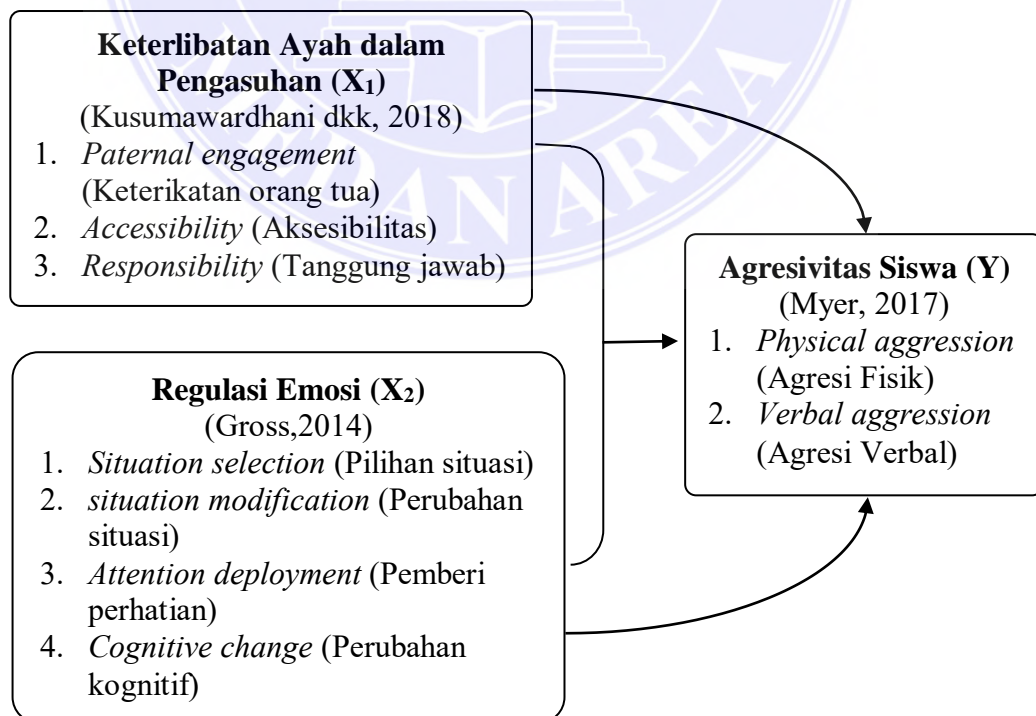 Keterlibatan Ayah dalam
Pengasuhan (X₁)
(Kusumawardhani dkk, 2018)
1. Paternal engagement
(Keterikatan orang tua)
2. Accessibility (Aksesibilitas)
3. Responsibility (Tanggung jawab)
Regulasi Emosi (X₂)
(Gross,2014)
1. Situation selection (Pilihan situasi)
2. situation modification (Perubahan
situasi)
3. Attention deployment (Pemberi
perhatian)
4. Cognitive change (Perubahan
kognitif)
Agresivitas Siswa (Y)
(Myer, 2017)
1. Physical aggression
(Agresi Fisik)
2. Verbal aggression
(Agresi Verbal)
MEDAN AREA